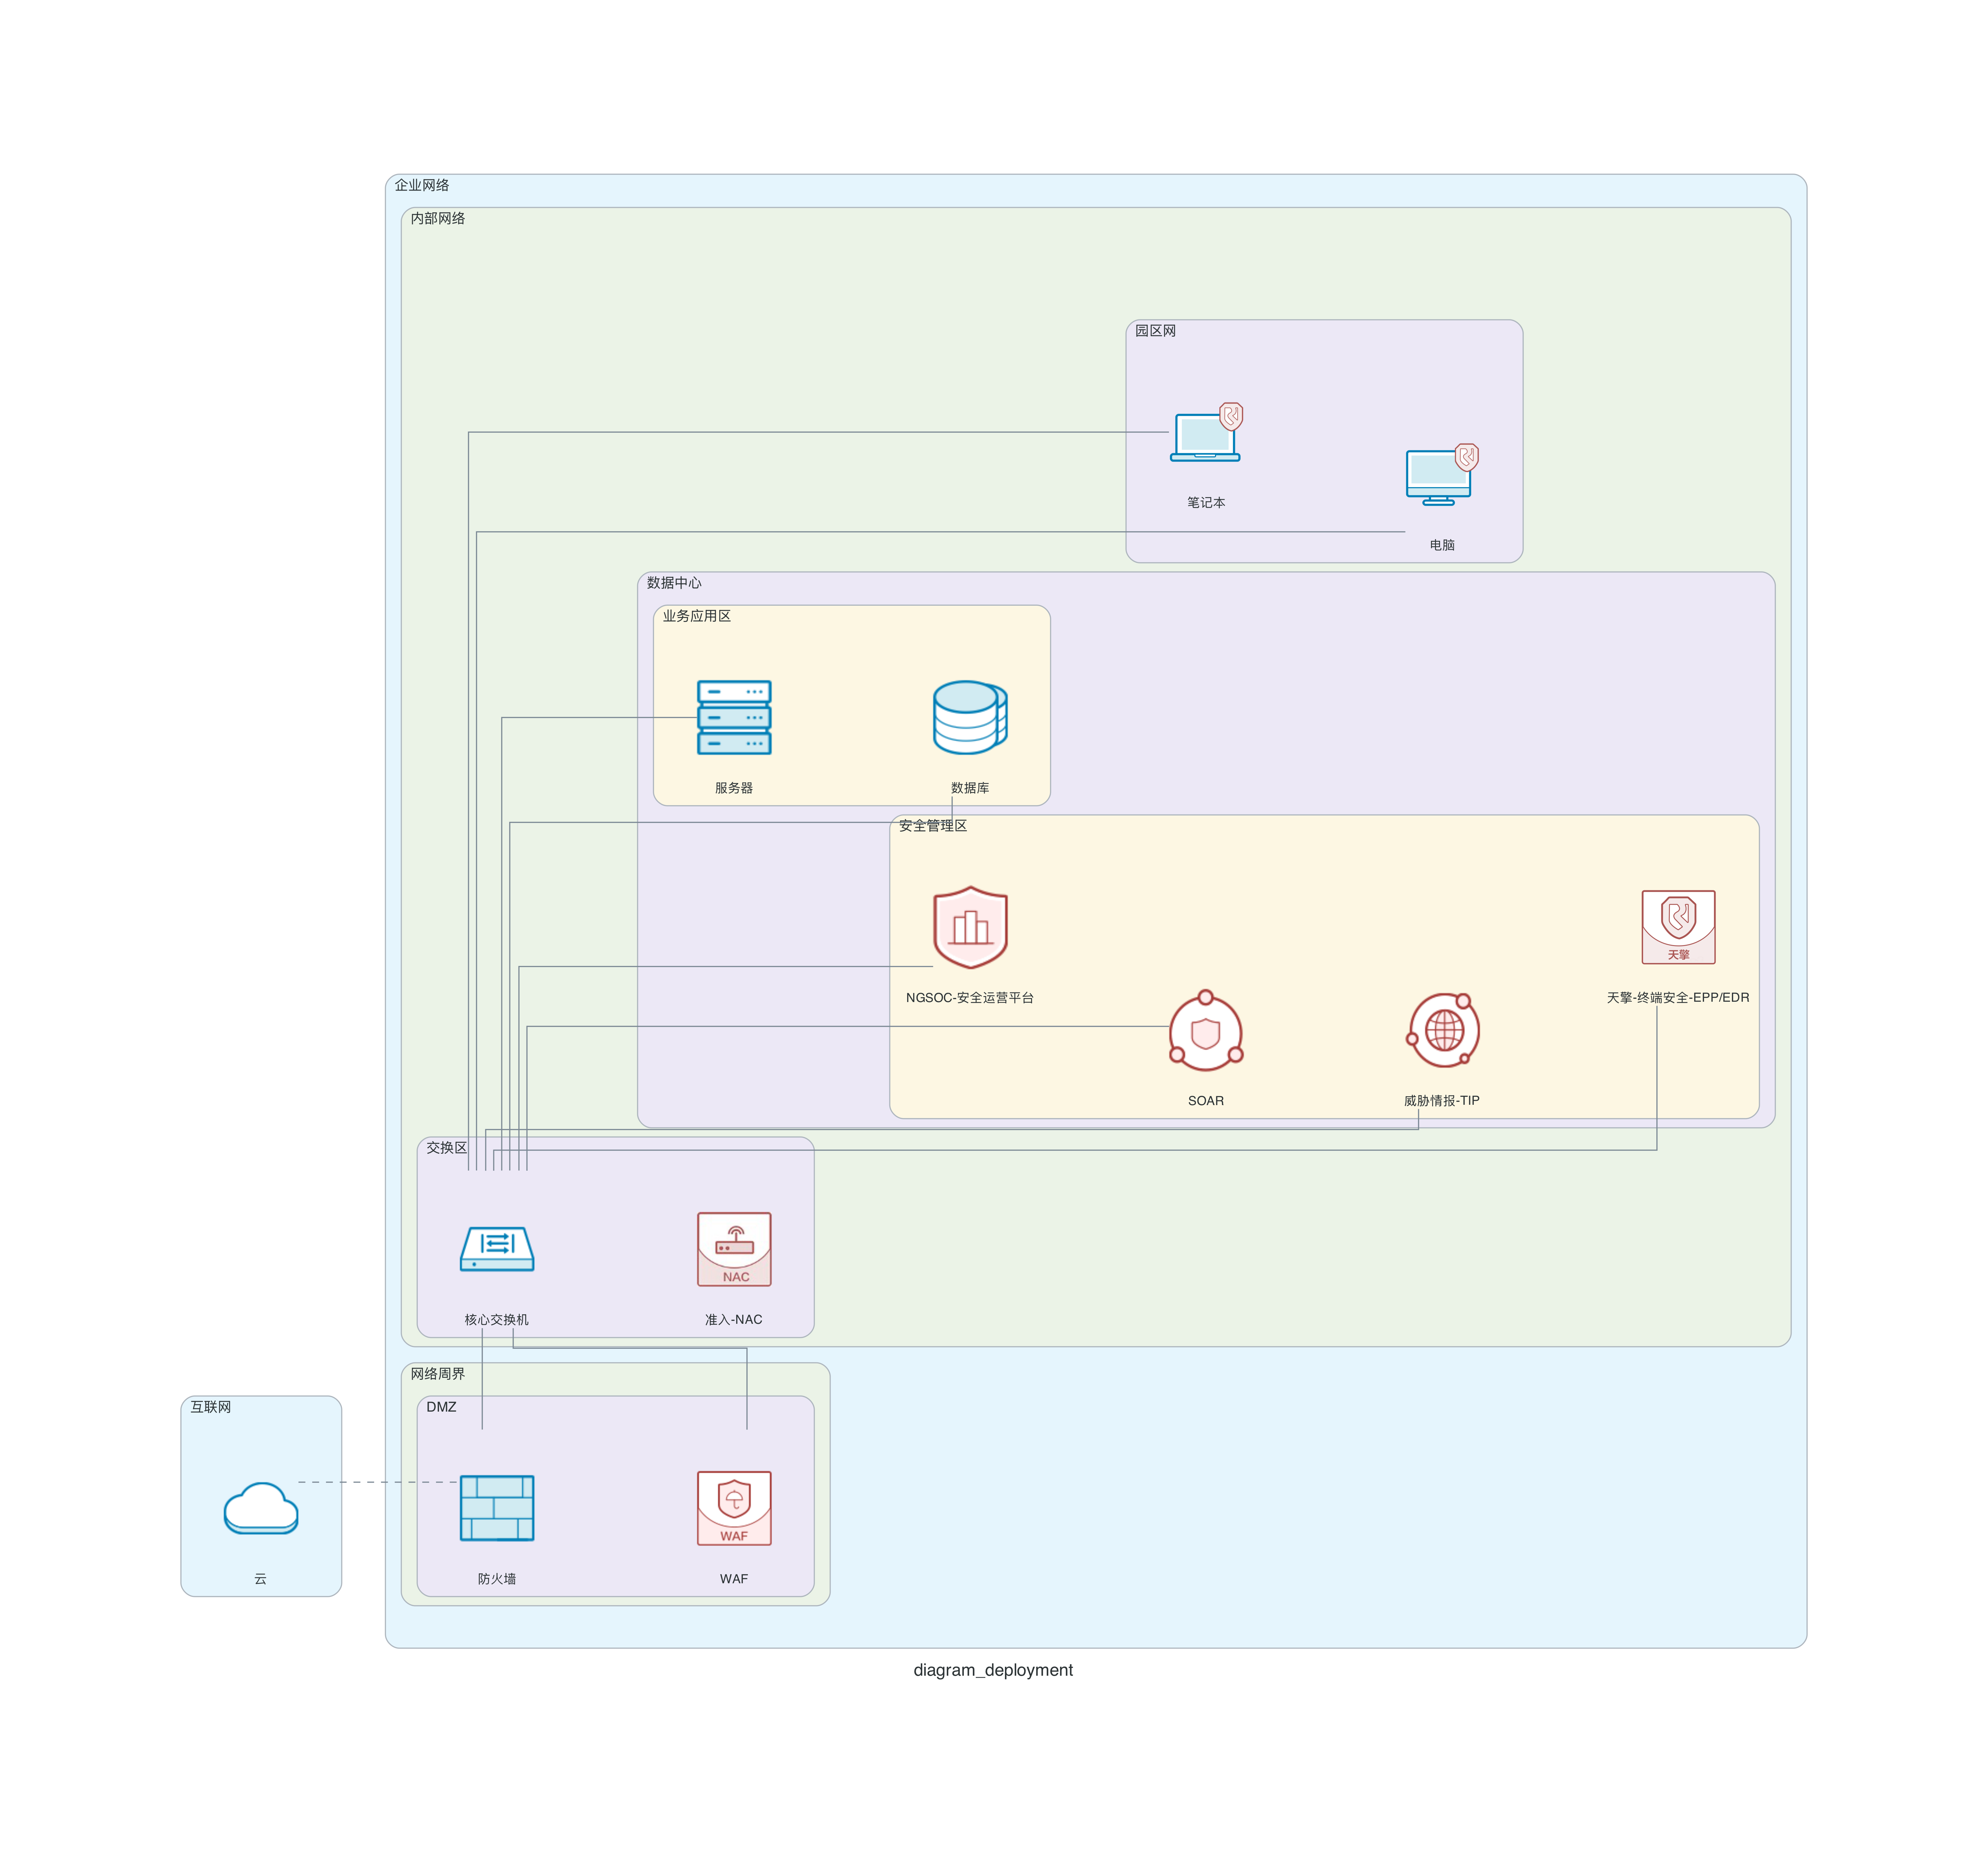 企业网络
内部网络
园区网
笔记本
电脑
数据中心
业务应用区
服务器
数据库
安全管理区
天擎
NGSOC-安全运营平台
天擎-终端安全-EPP/EDR
SOAR
威胁情报-TIP
交换区
NAC
核心交换机
准入-NAC
网络周界
互联网
DMZ
WAF
云
防火墙
WAF
diagram_deployment